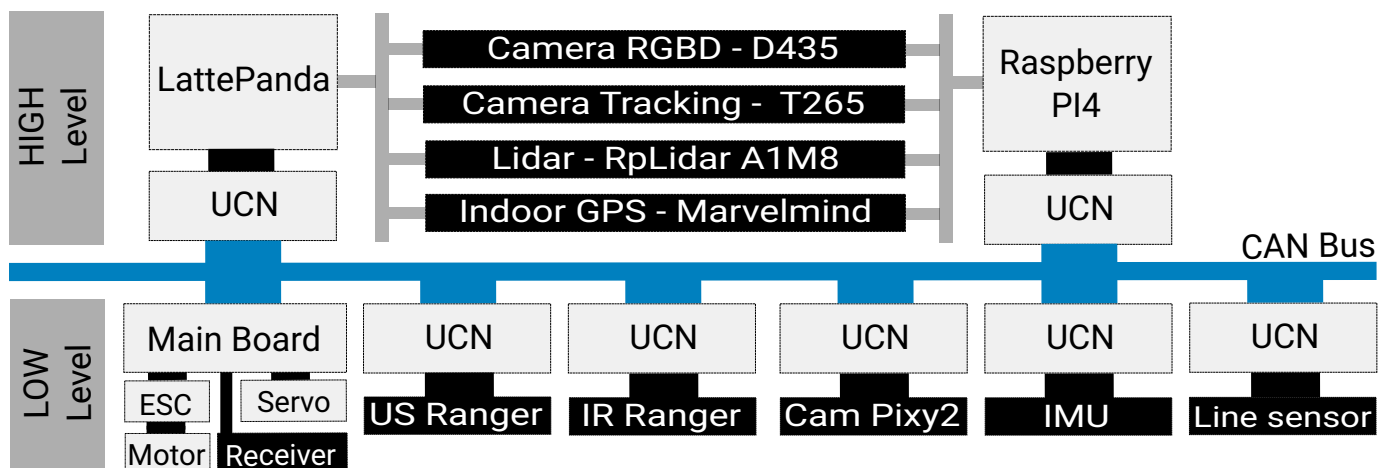 HIGH
Level
LattePanda
UCN
Camera RGBD - D435
Camera Tracking - T265
Lidar - RpLidar A1M8
Indoor GPS - Marvelmind
Raspberry
PI4
UCN
CAN Bus
LOW
Level
Main Board
ESC
Servo
Motor
Receiver
UCN
US Ranger
UCN
IR Ranger
UCN
Cam Pixy2
UCN
IMU
UCN
Line sensor